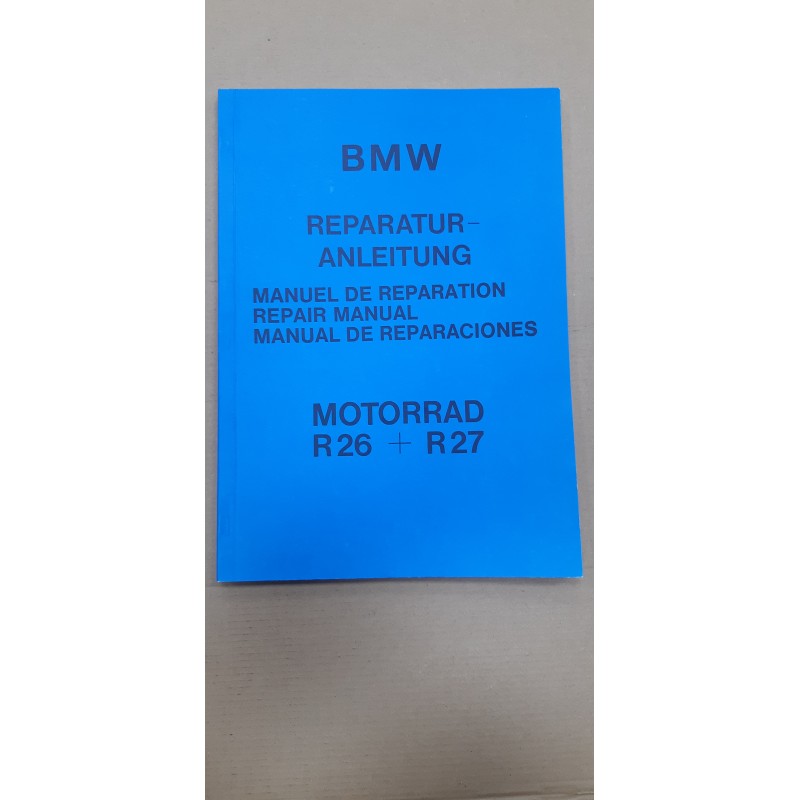 BMW
REPARATUR-
ANLEITUNG
MANUEL DE REPARATION
REPAIR MANUAL
MANUAL DE REPARACIONES
MOTORRAD
R26 + R27